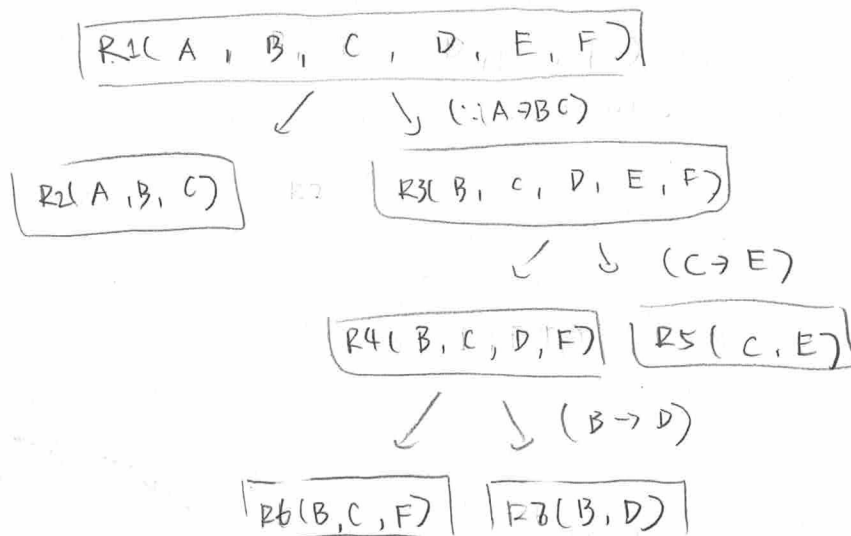 R1( A , B, C , D, E, F )
(∵ A→BC)
R2( A ,B, C) R3( B, C, D, E, F)
(C→ E)
R4( B, C, D, F) R5 ( C, E)
(B→ D)
R6(B,C,F) R7(B,D)